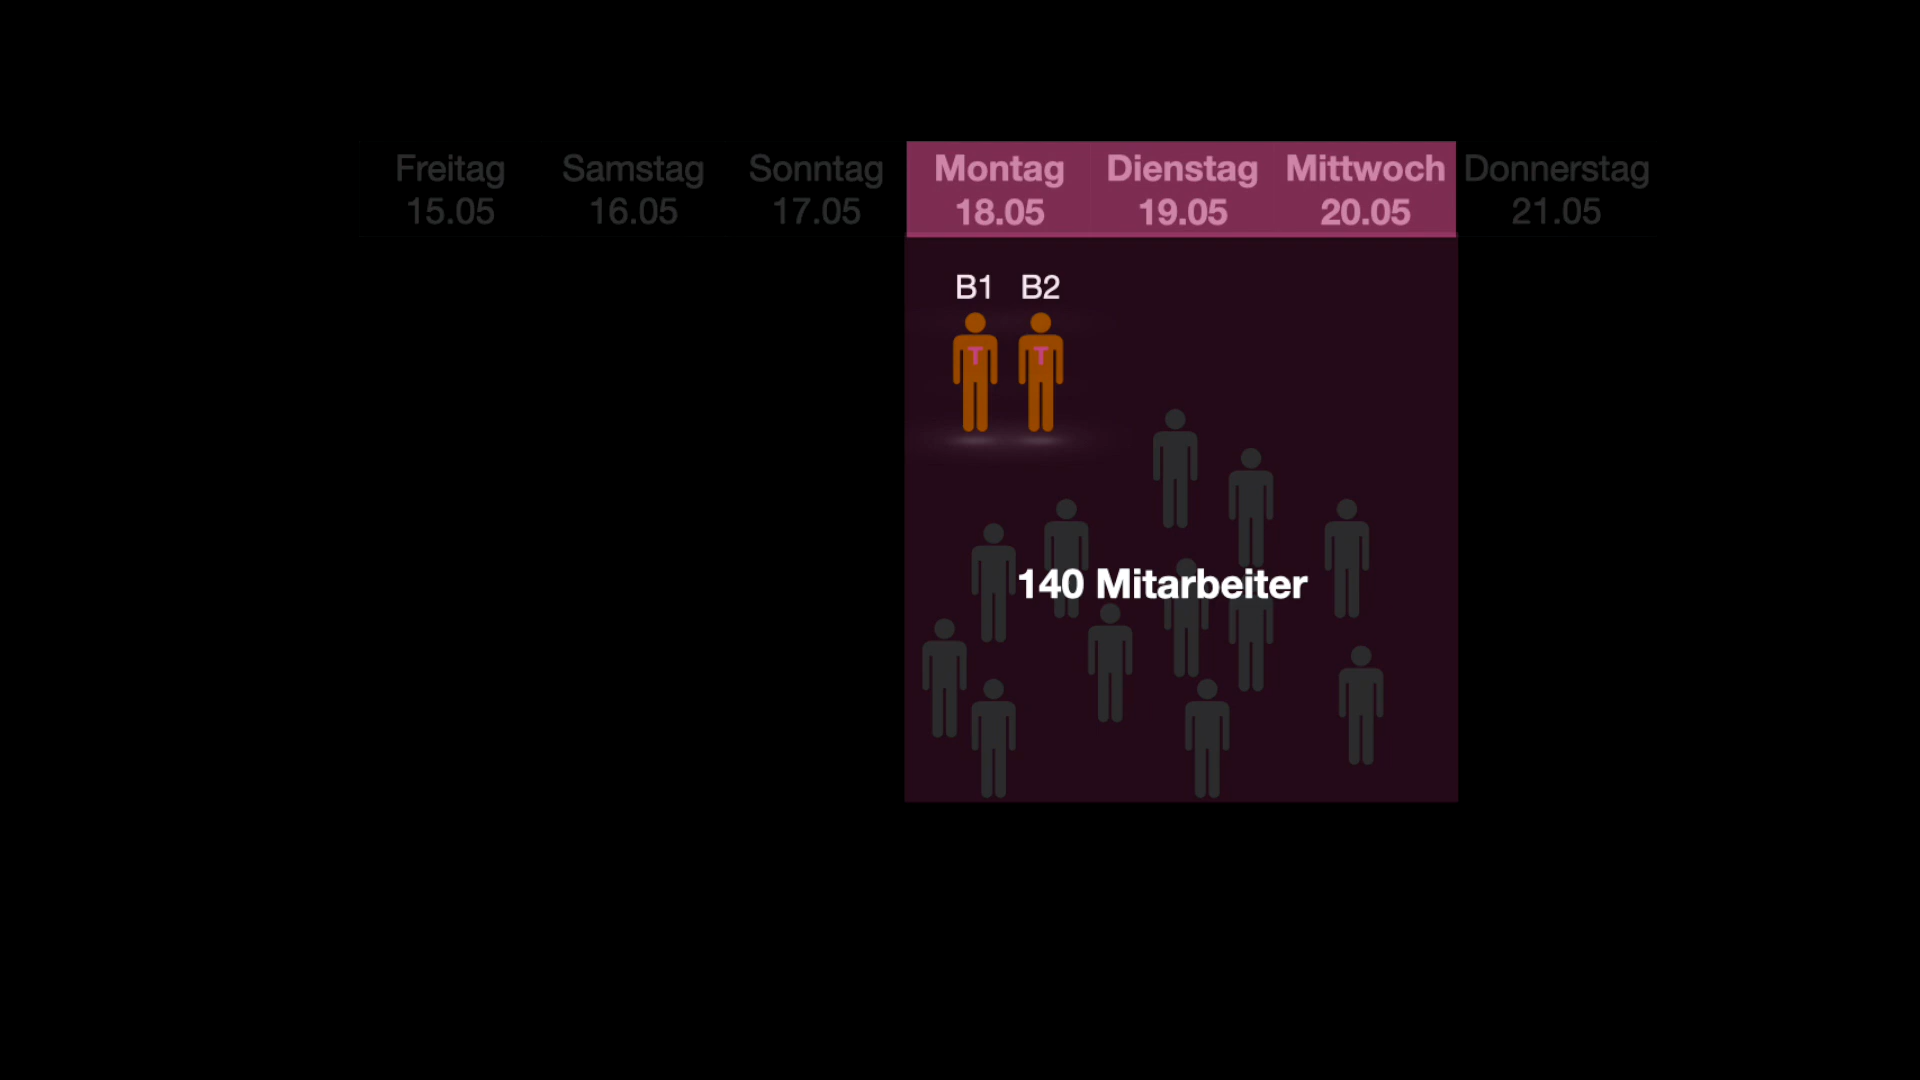 Freitag Samstag Sonntag Montag Dienstag Mittwoch Donnerstag
15.05 16.05 17.05 18.05 19.05 20.05 21.05
B1 B2
T T
140 Mitarbeiter